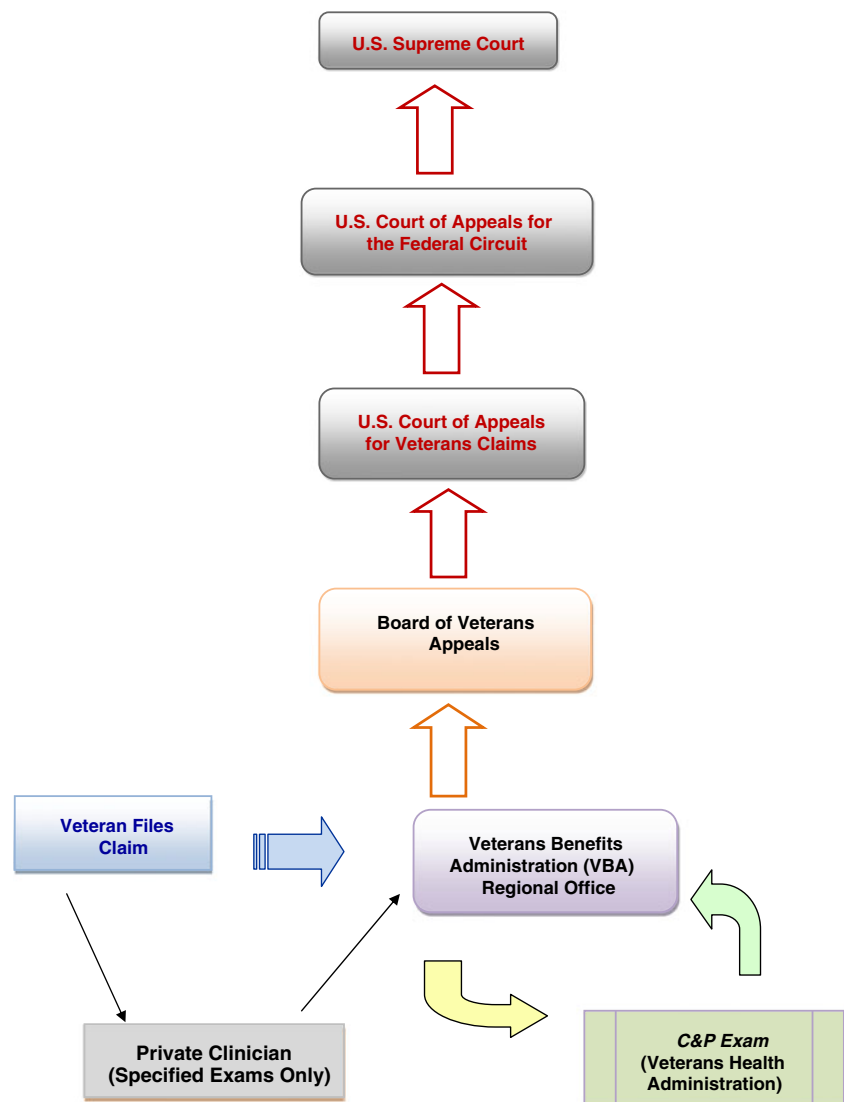 U.S. Supreme Court
U.S. Court of Appeals for
the Federal Circuit
U.S. Court of Appeals
for Veterans Claims
Board of Veterans
Appeals
Veteran Files
Claim
Veterans Benefits
Administration (VBA)
Regional Office
Private Clinician
(Specified Exams Only)
C&P Exam
(Veterans Health
Administration)